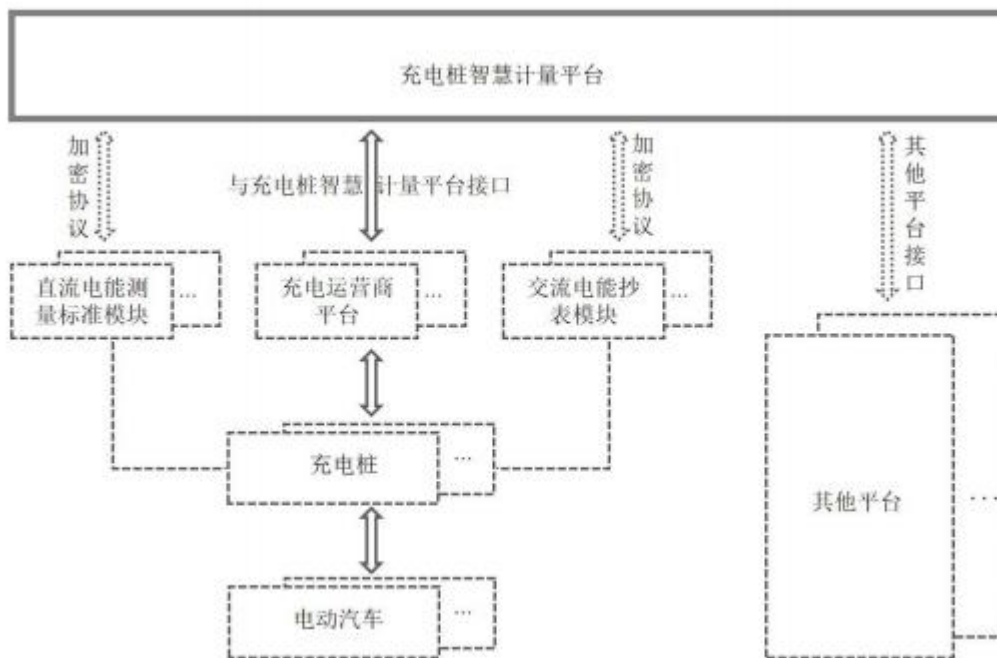 充电桩智慧计量平台
加密协议
与充电桩智慧 计量平台接口
加密协议
其他平台接口
直流电能测
量标准模块
...
充电运营商
平台
...
交流电能抄
表模块
...
充电桩
...
其他平台
...
电动汽车
...